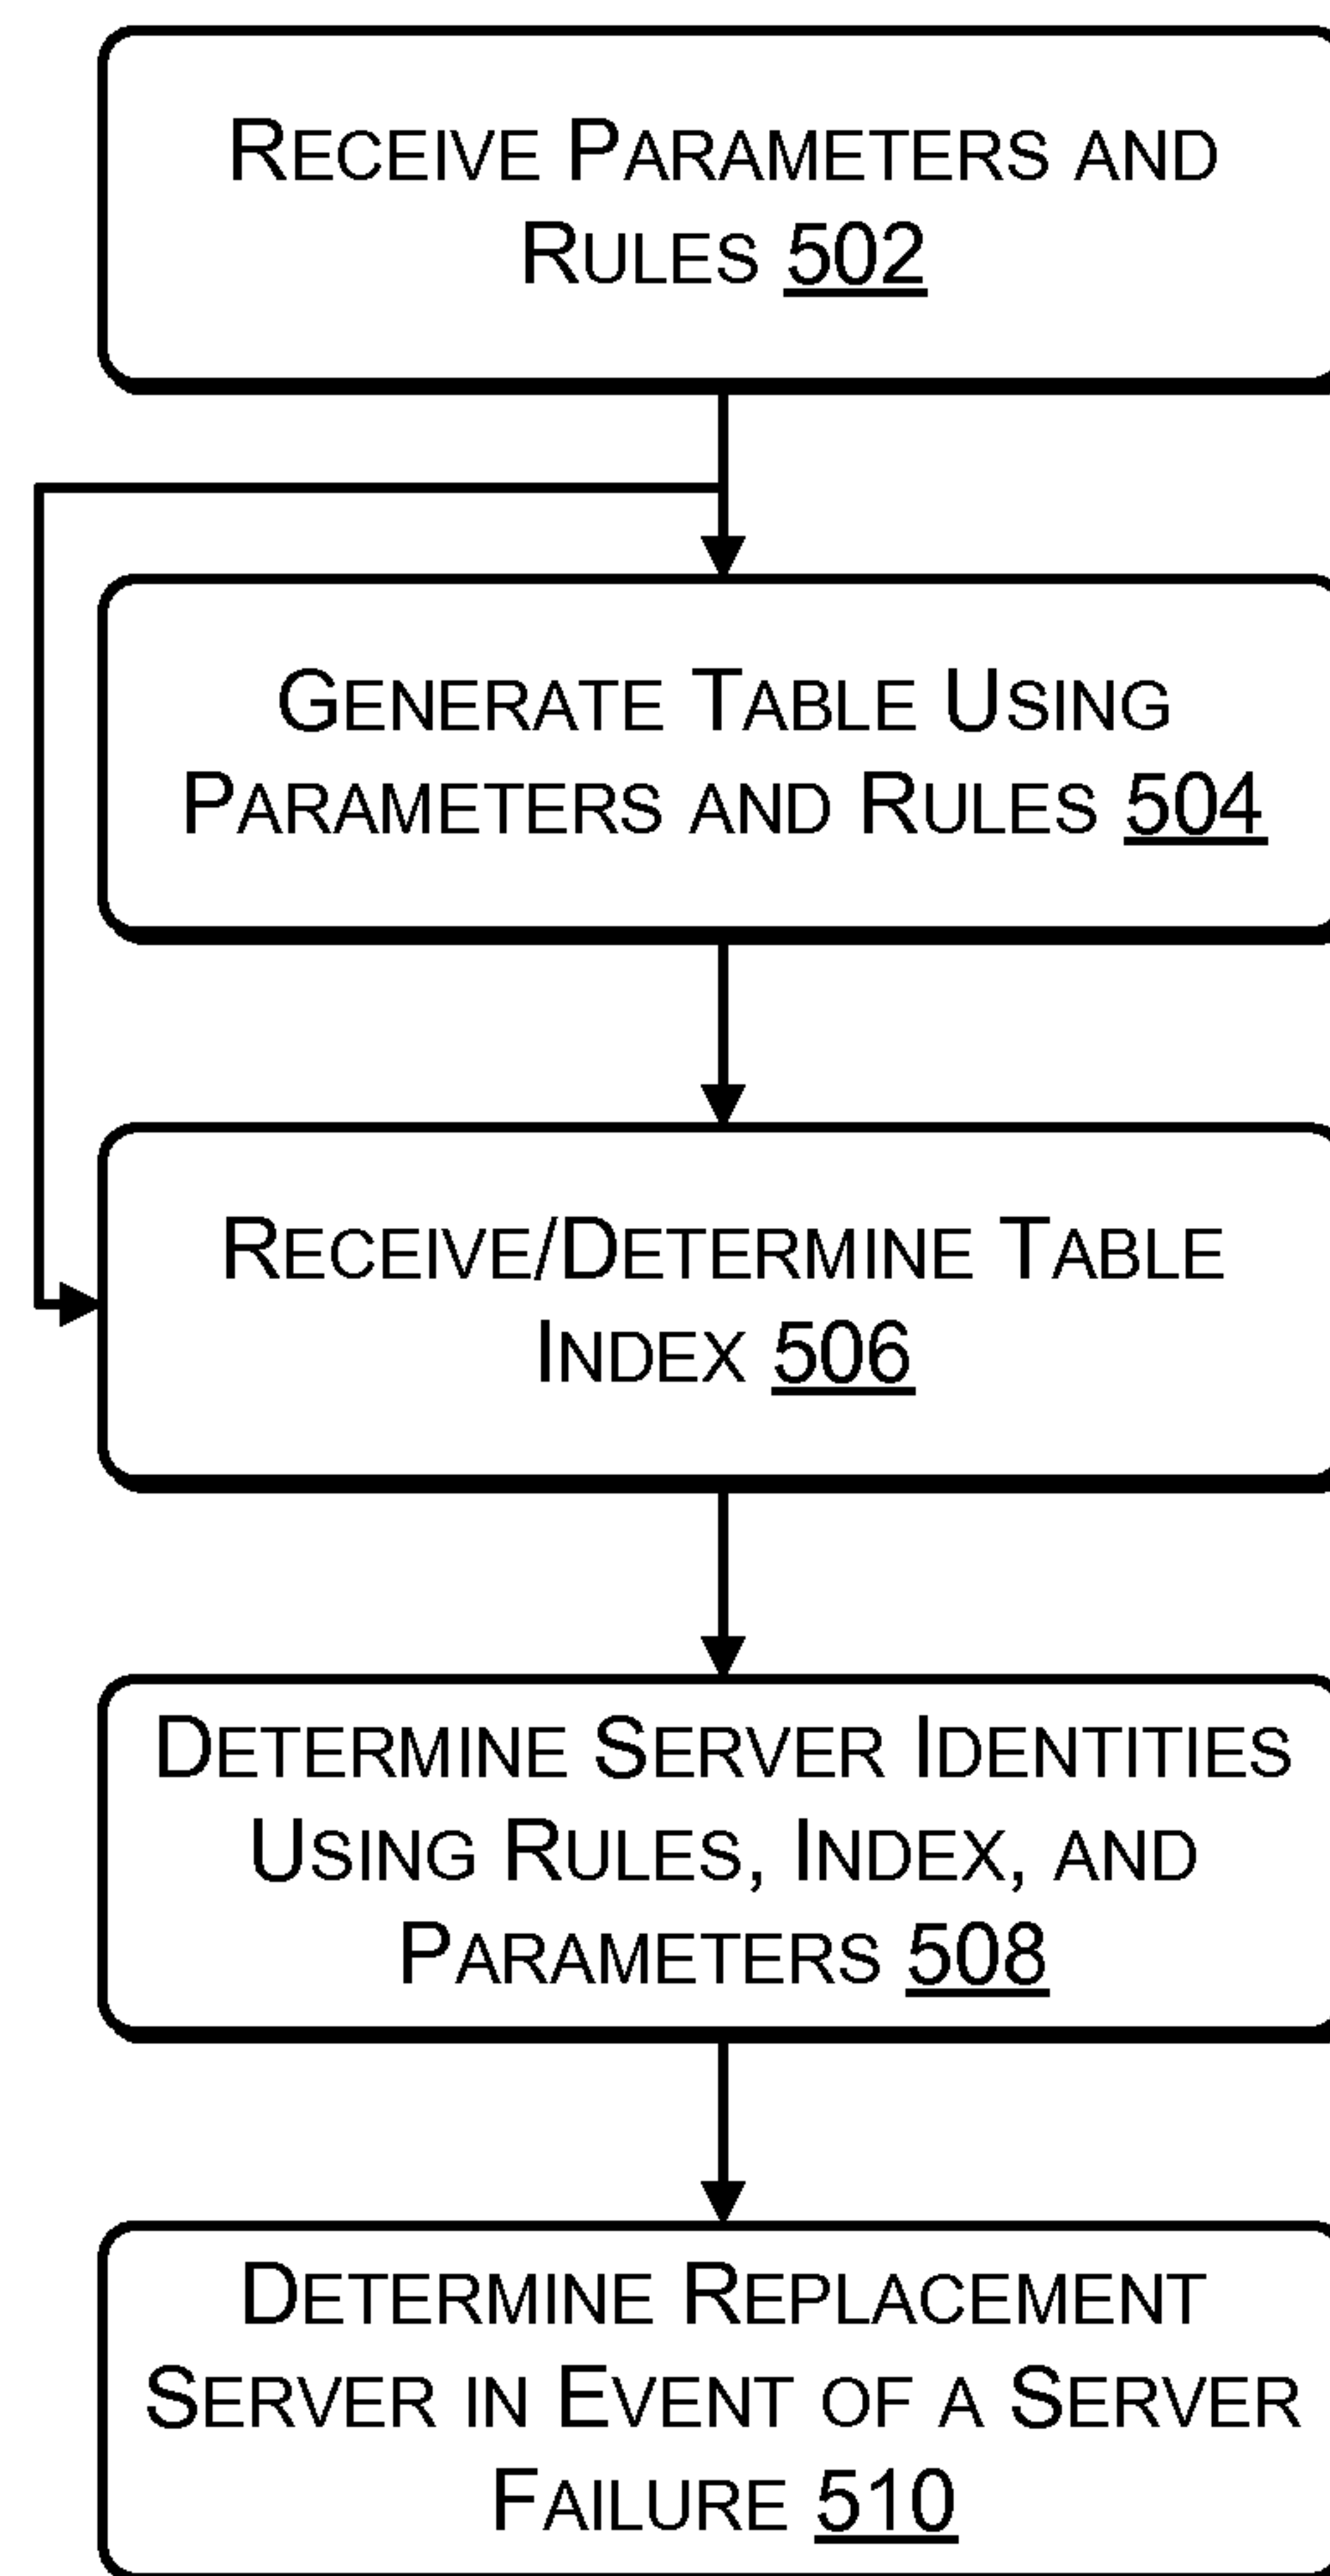 RECEIVE PARAMETERS AND
RULES 502
GENERATE TABLE USING
PARAMETERS AND RULES 504
RECEIVE/DETERMINE TABLE
INDEX 506
DETERMINE SERVER IDENTITIES
USING RULES, INDEX, AND
PARAMETERS 508
DETERMINE REPLACEMENT
SERVER IN EVENT OF A SERVER
FAILURE 510